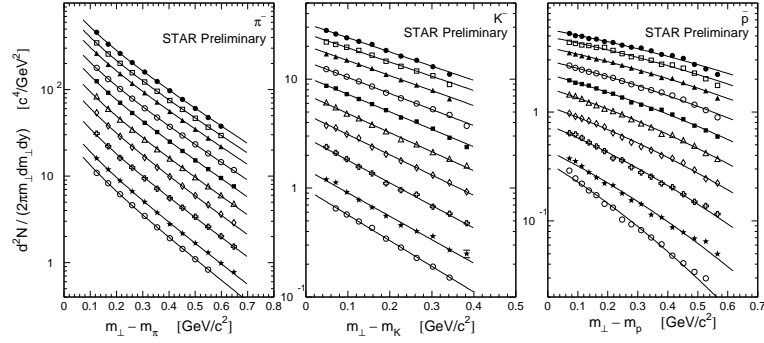 π⁻
STAR Preliminary
d²N / (2πm⊥dm⊥dy) [c⁴/GeV²]
10²
10
1
0 0.1 0.2 0.3 0.4 0.5 0.6 0.7 0.8
m⊥ − mπ [GeV/c²]
K⁻
STAR Preliminary
10
1
10⁻¹
0 0.1 0.2 0.3 0.4 0.5
m⊥ − mK [GeV/c²]
p̄
STAR Preliminary
1
10⁻¹
0 0.1 0.2 0.3 0.4 0.5 0.6 0.7
m⊥ − mp [GeV/c²]